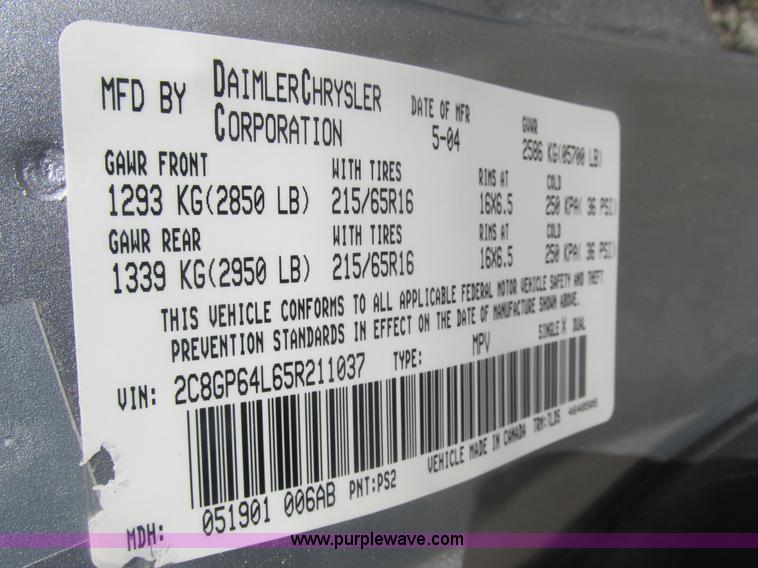 MFD BY DAIMLERCHRYSLER CORPORATION
DATE OF MFR 5-04
GVWR 2586 KG(05700 LB)
GAWR FRONT WITH TIRES RIMS AT COLD
1293 KG(2850 LB) 215/65R16 16X6.5 250 KPA( 36 PSI)
GAWR REAR WITH TIRES RIMS AT COLD
1339 KG(2950 LB) 215/65R16 16X6.5 250 KPA( 36 PSI)
THIS VEHICLE CONFORMS TO ALL APPLICABLE FEDERAL MOTOR VEHICLE SAFETY AND THEFT
PREVENTION STANDARDS IN EFFECT ON THE DATE OF MANUFACTURE SHOWN ABOVE.
VIN: 2C8GP64L65R211037 TYPE: MPV SINGLE X DUAL
VEHICLE MADE IN CANADA TRM:TLDS 4648505
MDH: 051901 006AB PNT:PS2
www.purplewave.com